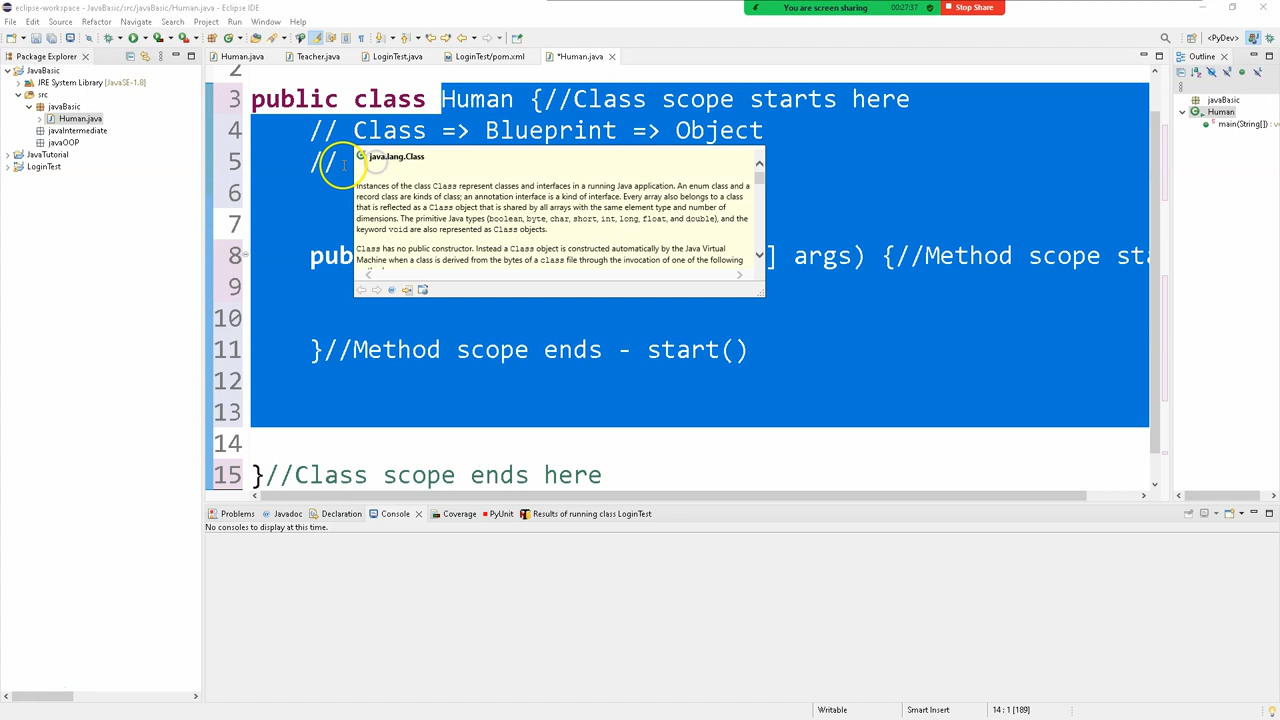 eclipse-workspace - JavaBasic/src/javaBasic/Human.java - Eclipse IDE
You are screen sharing
00:27:37
Stop Share
File Edit Source Refactor Navigate Search Project Run Window Help
<PyDev>
Package Explorer
Human.java
Teacher.java
LoginTest.java
LoginTest/pom.xml
*Human.java
Outline
JavaBasic
JRE System Library [JavaSE-1.8]
src
javaBasic
Human.java
javaIntermediate
javaOOP
JavaTutorial
LoginTest
2
3 public class Human {//Class scope starts here
4 // Class => Blueprint => Object
5 //
6
7
8 pub ] args) {//Method scope sta
9
10
11 }//Method scope ends - start()
12
13
14
15 }//Class scope ends here
java.lang.Class
Instances of the class Class represent classes and interfaces in a running Java application. An enum class and a
record class are kinds of class; an annotation interface is a kind of interface. Every array also belongs to a class
that is reflected as a Class object that is shared by all arrays with the same element type and number of
dimensions. The primitive Java types (boolean, byte, char, short, int, long, float, and double), and the
keyword void are also represented as Class objects.
Class has no public constructor. Instead a Class object is constructed automatically by the Java Virtual
Machine when a class is derived from the bytes of a class file through the invocation of one of the following
javaBasic
Human
main(String[]) : v
Problems
Javadoc
Declaration
Console
Coverage
PyUnit
Results of running class LoginTest
No consoles to display at this time.
Writable
Smart Insert
14 : 1 [189]